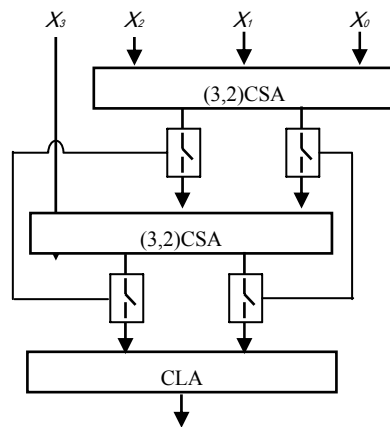 X₃ X₂ X₁ X₀
(3,2)CSA
(3,2)CSA
CLA